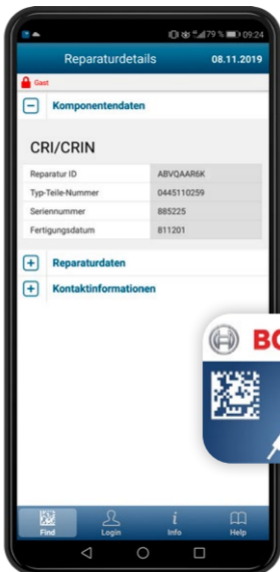 79 % 09:24
Reparaturdetails 08.11.2019
Gast
Komponentendaten
CRI/CRIN
Reparatur ID ABVQAAR6K
Typ-Teile-Nummer 0445110259
Seriennummer 885225
Fertigungsdatum 811201
Reparaturdaten
Kontaktinformationen
BO
Find Login Info Help